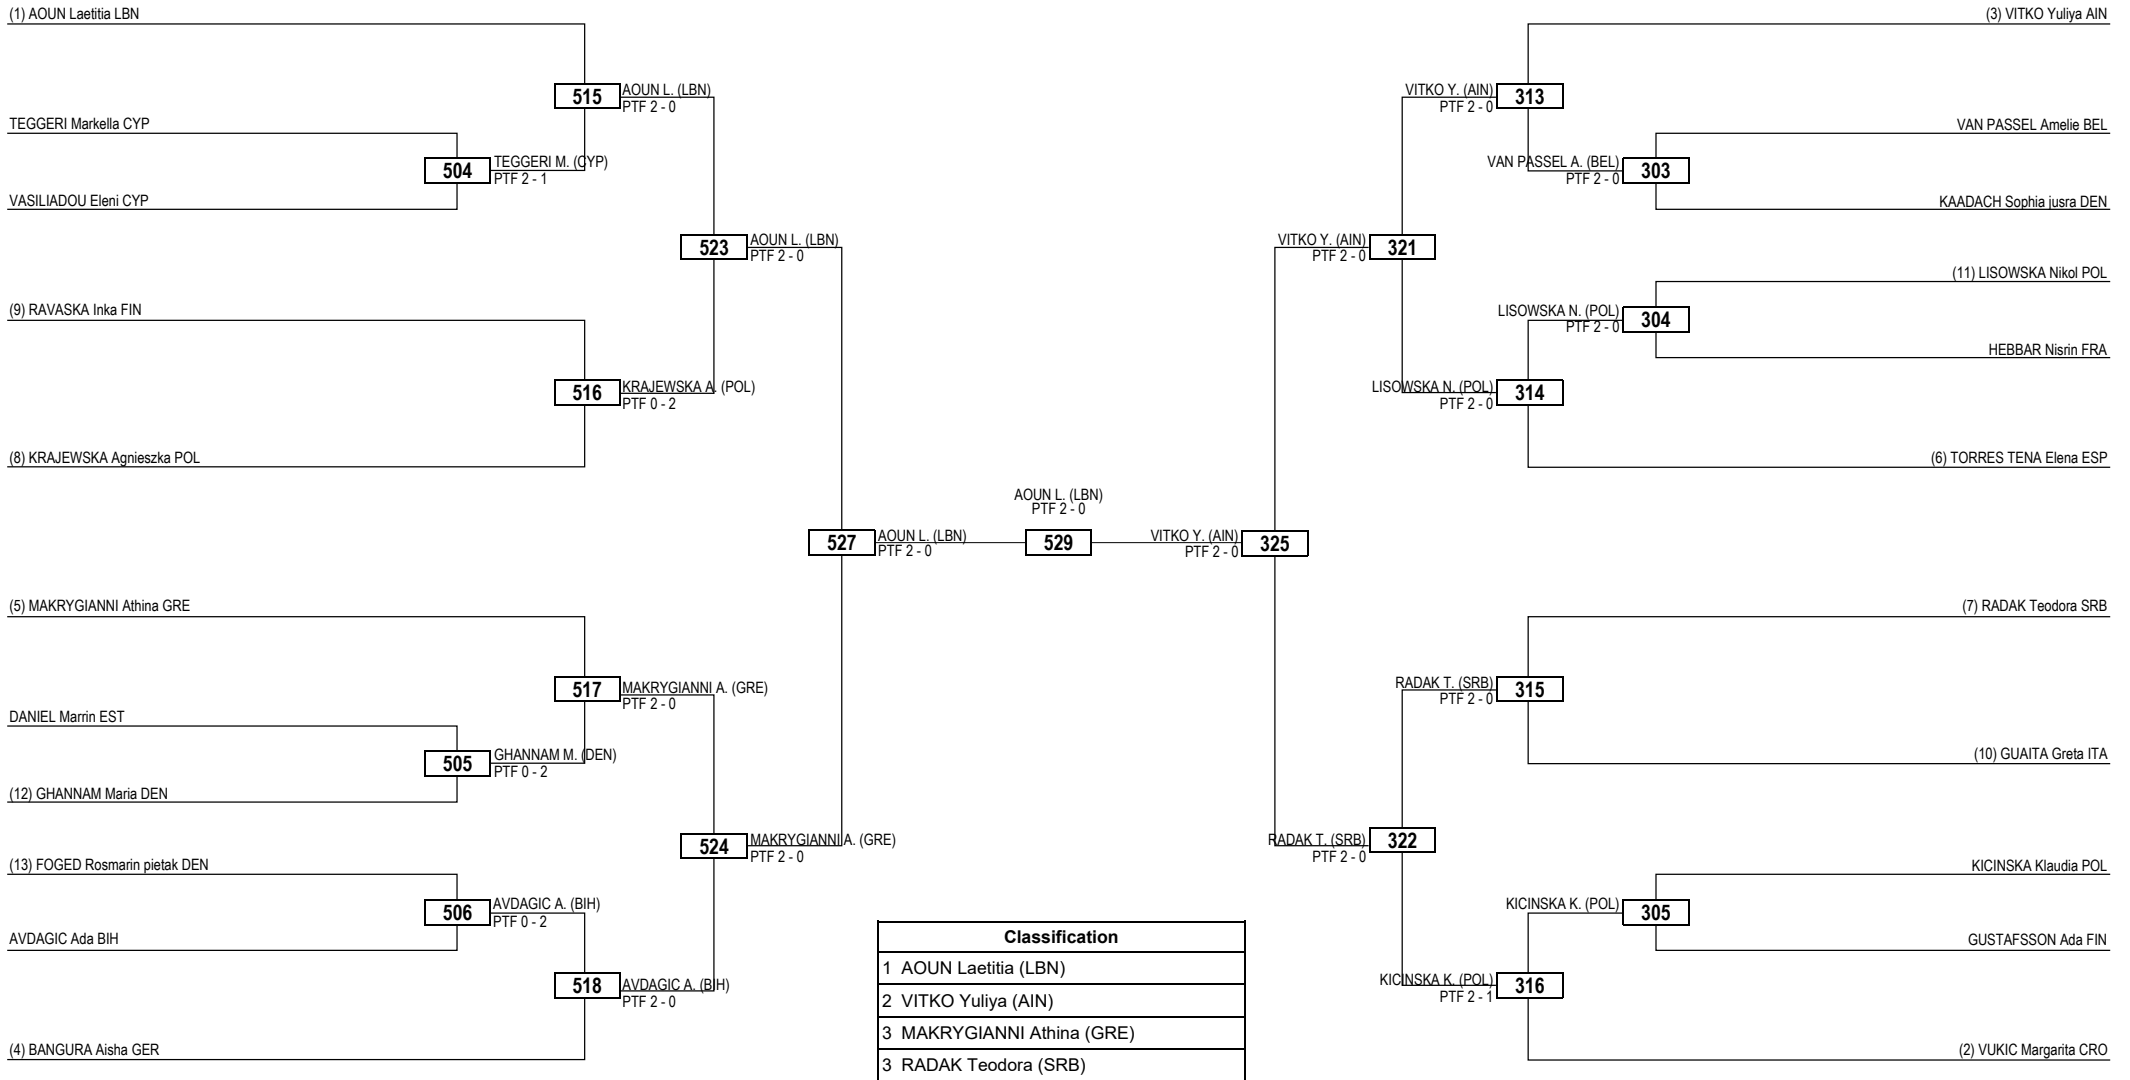 (1) AOUN Laetitia LBN
515
AOUN L. (LBN)
PTF 2 - 0
TEGGERI Markella CYP
504
TEGGERI M. (CYP)
PTF 2 - 1
VASILIADOU Eleni CYP
523
AOUN L. (LBN)
PTF 2 - 0
(9) RAVASKA Inka FIN
516
KRAJEWSKA A. (POL)
PTF 0 - 2
(8) KRAJEWSKA Agnieszka POL
527
AOUN L. (LBN)
PTF 2 - 0
(5) MAKRYGIANNI Athina GRE
517
MAKRYGIANNI A. (GRE)
PTF 2 - 0
DANIEL Marrin EST
505
GHANNAM M. (DEN)
PTF 0 - 2
(12) GHANNAM Maria DEN
524
MAKRYGIANNI A. (GRE)
PTF 2 - 0
(13) FOGED Rosmarin pietak DEN
506
AVDAGIC A. (BIH)
PTF 0 - 2
AVDAGIC Ada BIH
518
AVDAGIC A. (BIH)
PTF 2 - 0
(4) BANGURA Aisha GER
AOUN L. (LBN)
PTF 2 - 0
529
(3) VITKO Yuliya AIN
VITKO Y. (AIN)
PTF 2 - 0
313
VAN PASSEL Amelie BEL
VAN PASSEL A. (BEL)
PTF 2 - 0
303
KAADACH Sophia jusra DEN
VITKO Y. (AIN)
PTF 2 - 0
321
(11) LISOWSKA Nikol POL
LISOWSKA N. (POL)
PTF 2 - 0
304
HEBBAR Nisrin FRA
LISOWSKA N. (POL)
PTF 2 - 0
314
(6) TORRES TENA Elena ESP
VITKO Y. (AIN)
PTF 2 - 0
325
(7) RADAK Teodora SRB
RADAK T. (SRB)
PTF 2 - 0
315
(10) GUAITA Greta ITA
RADAK T. (SRB)
PTF 2 - 0
322
KICINSKA Klaudia POL
KICINSKA K. (POL)
305
GUSTAFSSON Ada FIN
KICINSKA K. (POL)
PTF 2 - 1
316
(2) VUKIC Margarita CRO
Classification
1 AOUN Laetitia (LBN)
2 VITKO Yuliya (AIN)
3 MAKRYGIANNI Athina (GRE)
3 RADAK Teodora (SRB)